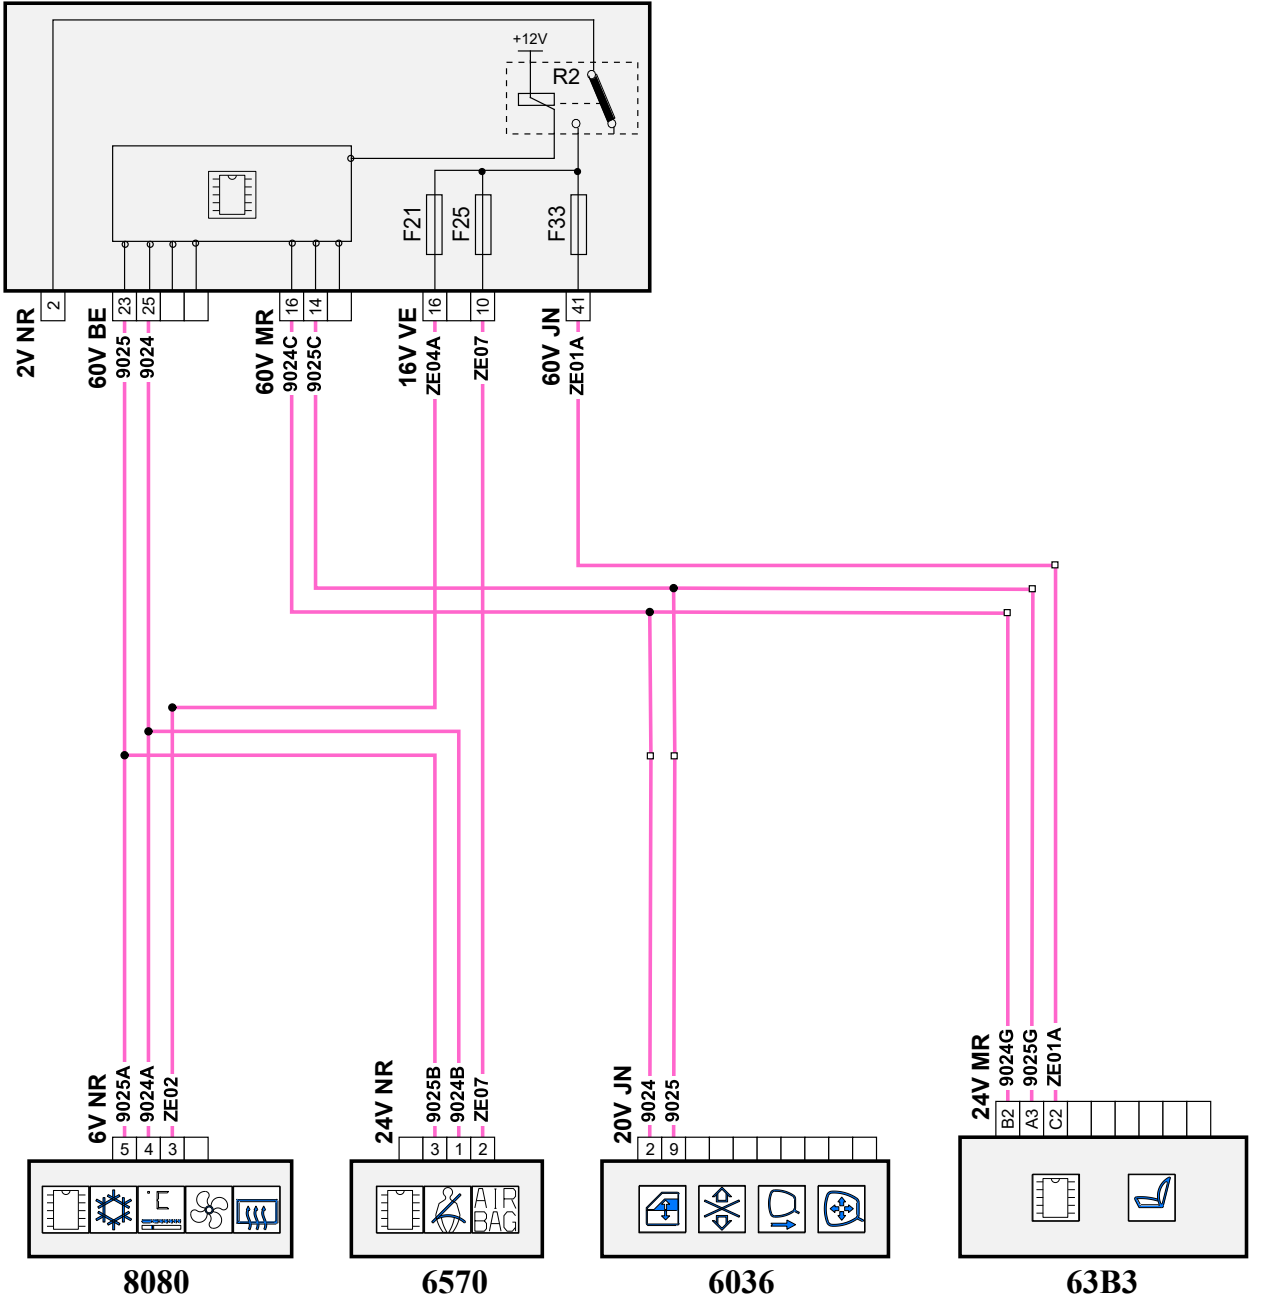 +12V
R2
F21
F25
F33
2
23
25
16
14
16
10
41
2V NR
60V BE
9025
9024
60V MR
9024C
9025C
16V VE
ZE04A
ZE07
60V JN
ZE01A
6V NR
9025A
9024A
ZE02
24V NR
9025B
9024B
ZE07
20V JN
9024
9025
24V MR
9024G
9025G
ZE01A
5
4
3
3
1
2
2
9
B2
A3
C2
°C
AIR
BAG
8080
6570
6036
63B3